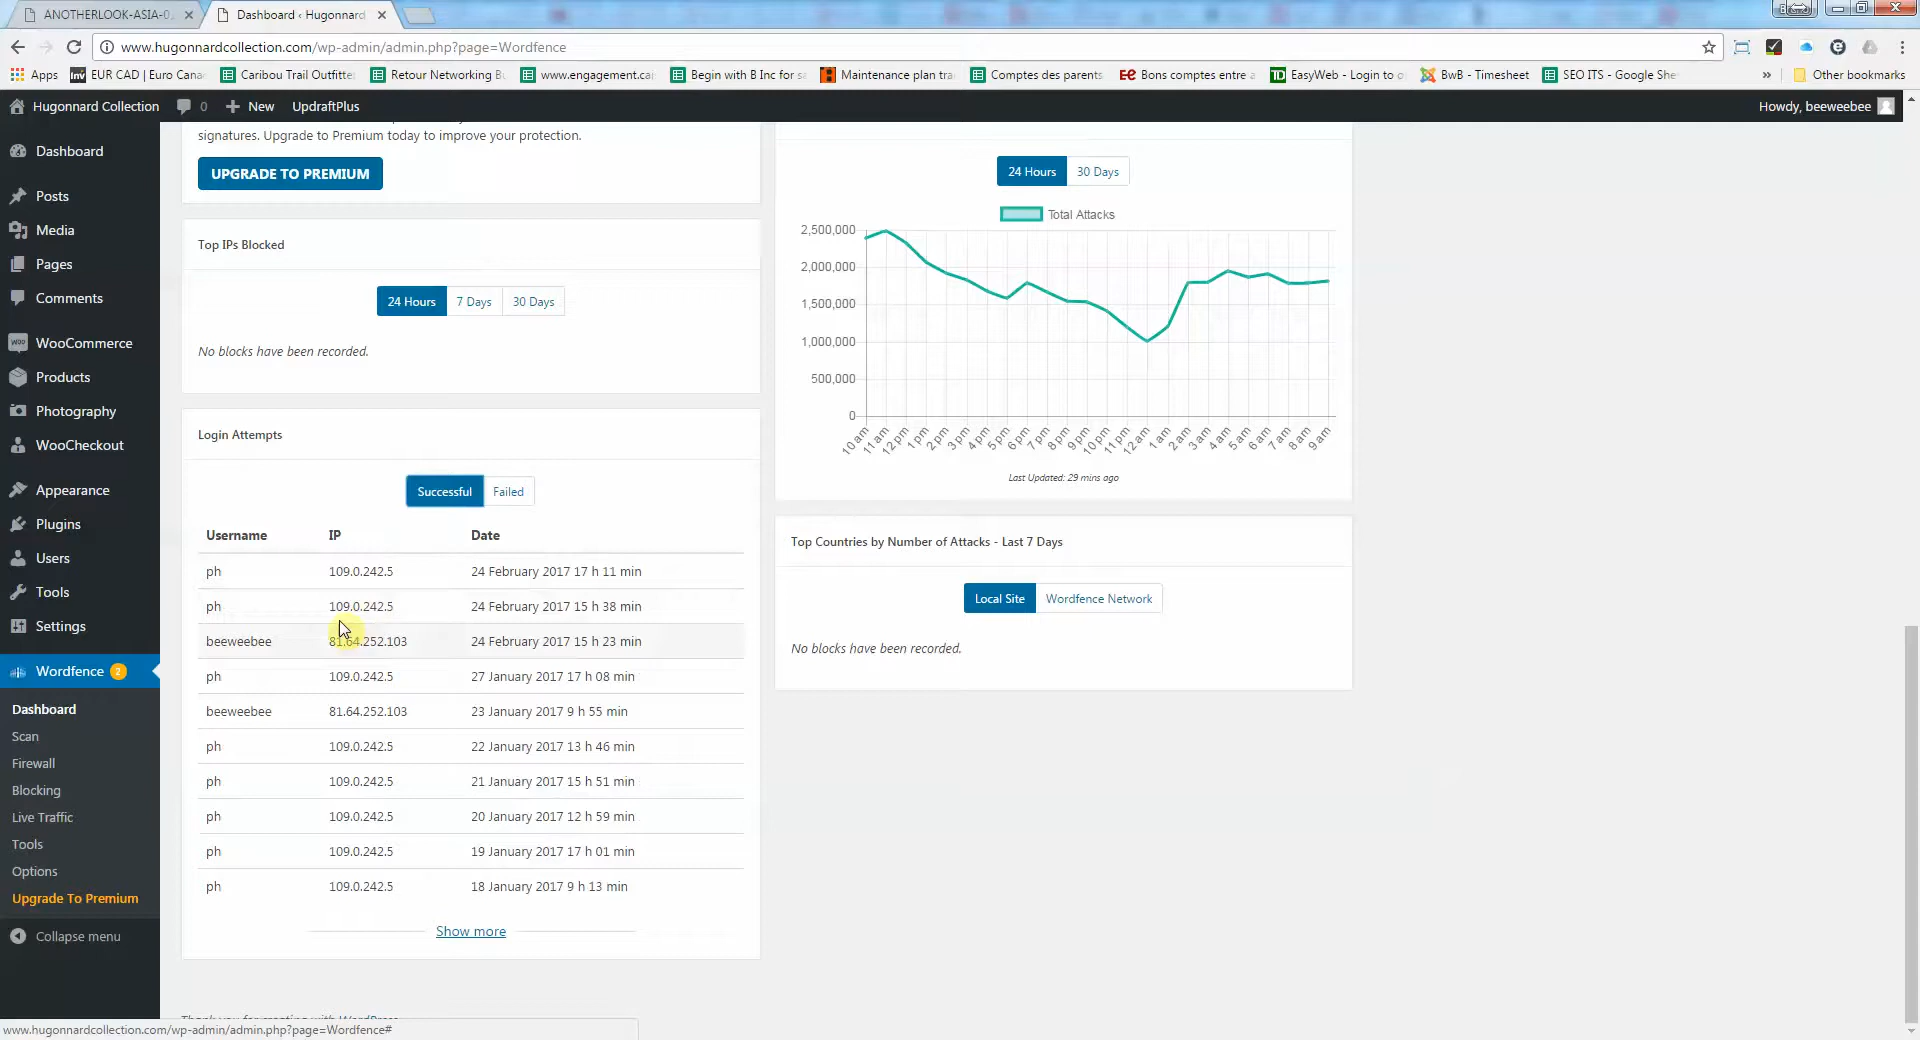 ANOTHERLOOK-ASIA-0
Dashboard ‹ Hugonnard
www.hugonnardcollection.com/wp-admin/admin.php?page=Wordfence
Apps
EUR CAD | Euro Cana
Caribou Trail Outfitte
Retour Networking B
www.engagement.ca
Begin with B Inc for s
Maintenance plan tra
Comptes des parents
Bons comptes entre a
EasyWeb - Login to
BwB - Timesheet
SEO ITS - Google She
»
Other bookmarks
Hugonnard Collection
0
New
UpdraftPlus
Howdy, beeweebee
Dashboard
Posts
Media
Pages
Comments
WooCommerce
Products
Photography
WooCheckout
Appearance
Plugins
Users
Tools
Settings
Wordfence 2
Dashboard
Scan
Firewall
Blocking
Live Traffic
Tools
Options
Upgrade To Premium
Collapse menu
signatures. Upgrade to Premium today to improve your protection.
UPGRADE TO PREMIUM
Top IPs Blocked
24 Hours 7 Days 30 Days
No blocks have been recorded.
Login Attempts
Successful Failed
Username IP Date
ph 109.0.242.5 24 February 2017 17 h 11 min
ph 109.0.242.5 24 February 2017 15 h 38 min
beeweebee 81.64.252.103 24 February 2017 15 h 23 min
ph 109.0.242.5 27 January 2017 17 h 08 min
beeweebee 81.64.252.103 23 January 2017 9 h 55 min
ph 109.0.242.5 22 January 2017 13 h 46 min
ph 109.0.242.5 21 January 2017 15 h 51 min
ph 109.0.242.5 20 January 2017 12 h 59 min
ph 109.0.242.5 19 January 2017 17 h 01 min
ph 109.0.242.5 18 January 2017 9 h 13 min
Show more
24 Hours 30 Days
Total Attacks
2,500,000
2,000,000
1,500,000
1,000,000
500,000
0
10 am 11 am 12 pm 1 pm 2 pm 3 pm 4 pm 5 pm 6 pm 7 pm 8 pm 9 pm 10 pm 11 pm 12 am 1 am 2 am 3 am 4 am 5 am 6 am 7 am 8 am 9 am
Last Updated: 29 mins ago
Top Countries by Number of Attacks - Last 7 Days
Local Site Wordfence Network
No blocks have been recorded.
www.hugonnardcollection.com/wp-admin/admin.php?page=Wordfence#